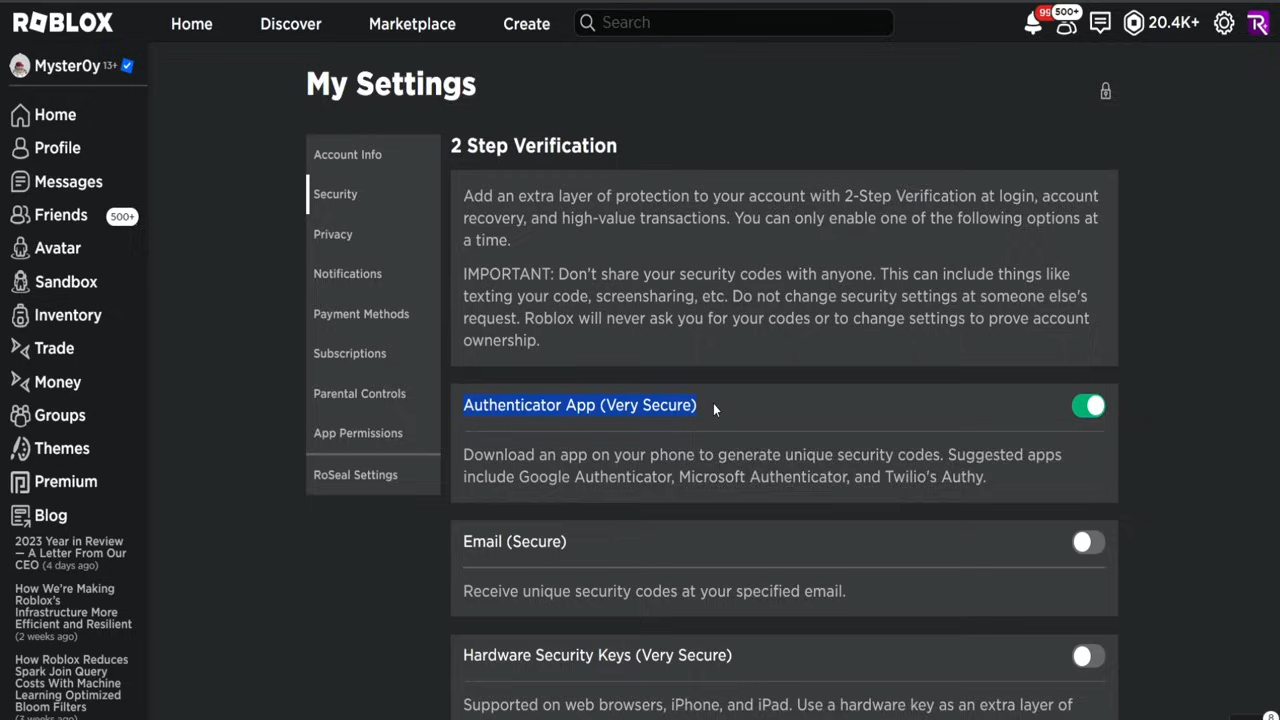 ROBLOX
Home
Discover
Marketplace
Create
Search
99
500+
20.4K+
Myster0y 13+
Home
Profile
Messages
Friends
500+
Avatar
Sandbox
Inventory
Trade
Money
Groups
Themes
Premium
Blog
2023 Year in Review
— A Letter From Our
CEO (4 days ago)
How We're Making
Roblox's
Infrastructure More
Efficient and Resilient
(2 weeks ago)
How Roblox Reduces
Spark Join Query
Costs With Machine
Learning Optimized
Bloom Filters
(3 weeks ago)
My Settings
Account Info
Security
Privacy
Notifications
Payment Methods
Subscriptions
Parental Controls
App Permissions
RoSeal Settings
2 Step Verification
Add an extra layer of protection to your account with 2-Step Verification at login, account
recovery, and high-value transactions. You can only enable one of the following options at
a time.
IMPORTANT: Don't share your security codes with anyone. This can include things like
texting your code, screensharing, etc. Do not change security settings at someone else's
request. Roblox will never ask you for your codes or to change settings to prove account
ownership.
Authenticator App (Very Secure)
Download an app on your phone to generate unique security codes. Suggested apps
include Google Authenticator, Microsoft Authenticator, and Twilio's Authy.
Email (Secure)
Receive unique security codes at your specified email.
Hardware Security Keys (Very Secure)
Supported on web browsers, iPhone, and iPad. Use a hardware key as an extra layer of